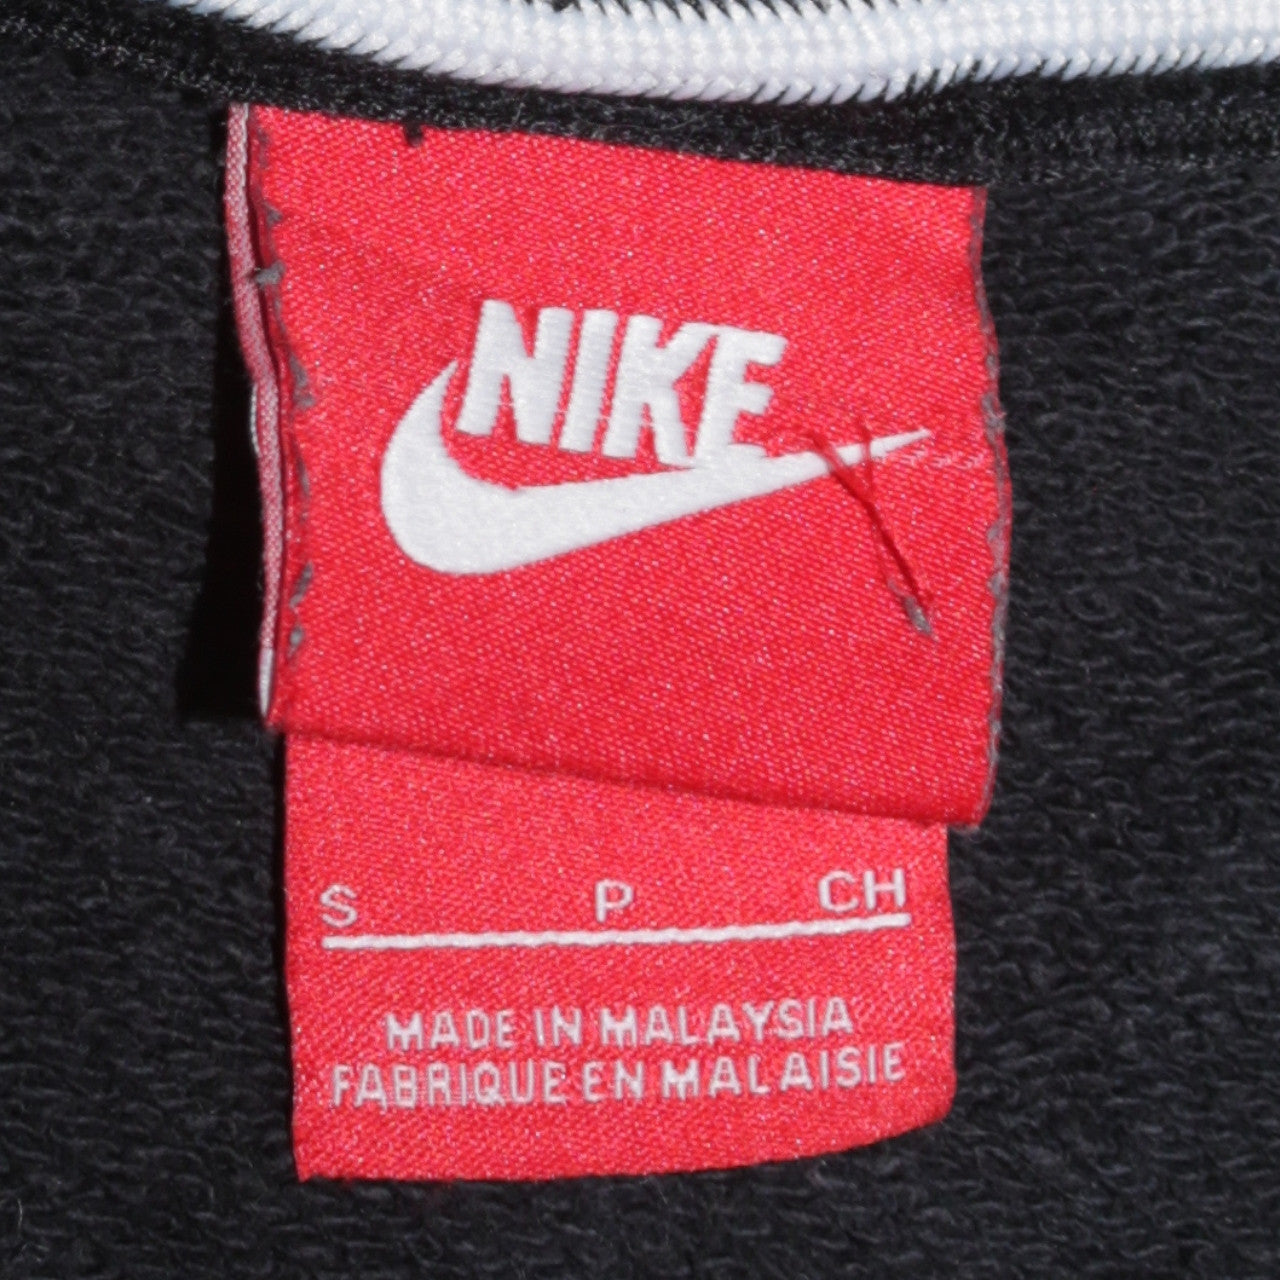 NIKE
S P CH
MADE IN MALAYSIA
FABRIQUE EN MALAISIE